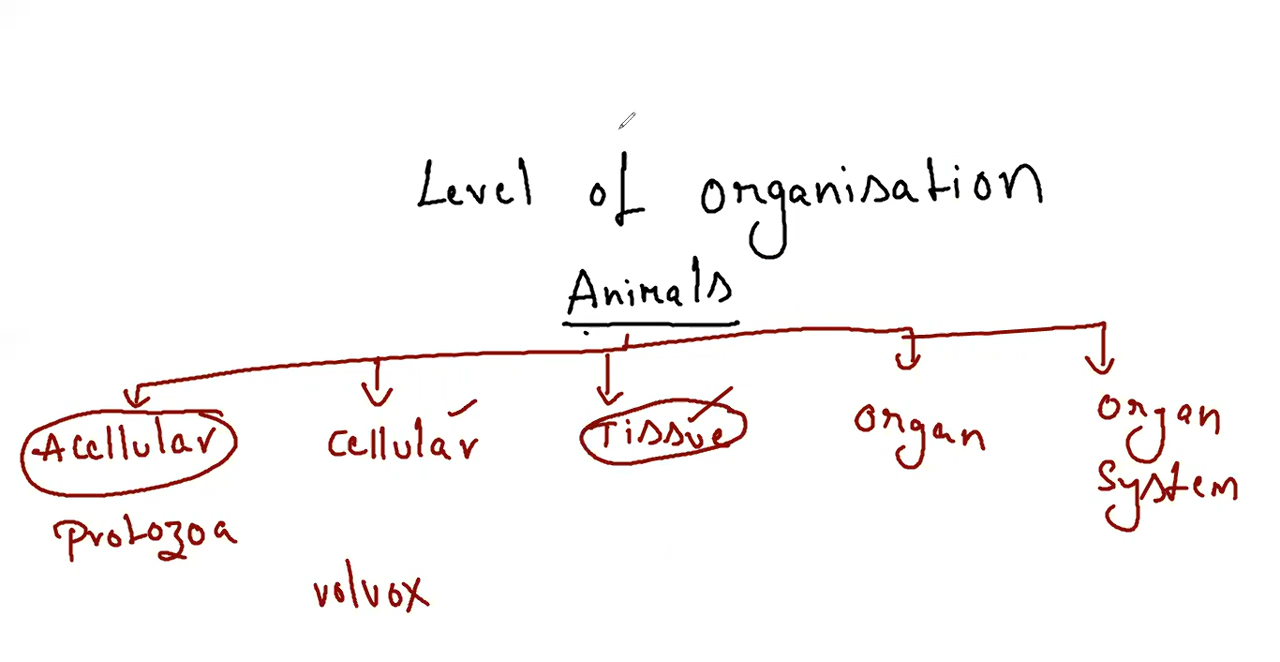 Level of organisation
Animals
Acellular cellular Tissue organ organ
system
Protozoa
volvox